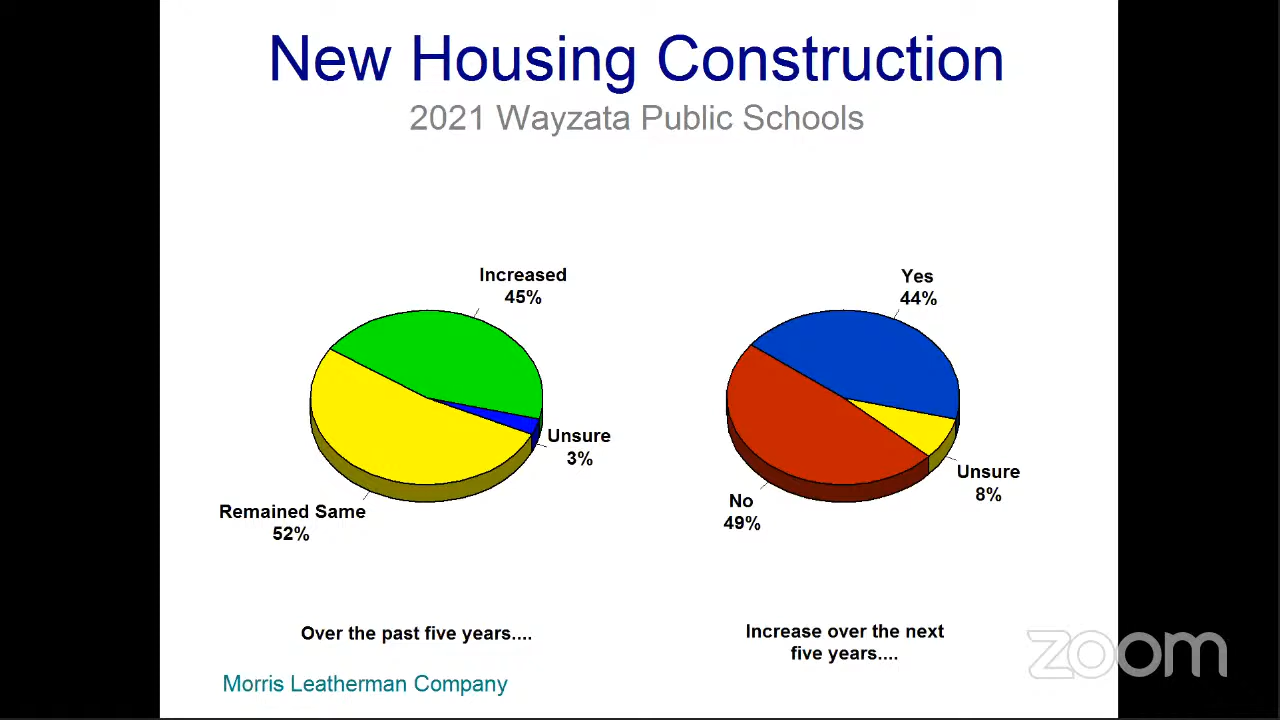 New Housing Construction
2021 Wayzata Public Schools
Increased
45%
Unsure
3%
Remained Same
52%
Over the past five years....
Yes
44%
Unsure
8%
No
49%
Increase over the next
five years....
Morris Leatherman Company
zoom